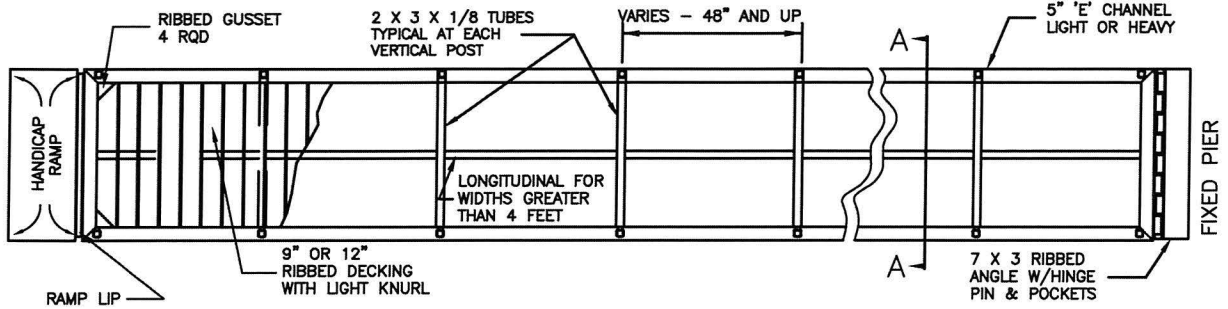 RIBBED GUSSET
4 RQD
2 X 3 X 1/8 TUBES
TYPICAL AT EACH
VERTICAL POST
VARIES - 48" AND UP
A
5" 'E' CHANNEL
LIGHT OR HEAVY
HANDICAP
RAMP
LONGITUDINAL FOR
WIDTHS GREATER
THAN 4 FEET
FIXED PIER
9" OR 12"
RIBBED DECKING
WITH LIGHT KNURL
RAMP LIP
A
7 X 3 RIBBED
ANGLE W/HINGE
PIN & POCKETS